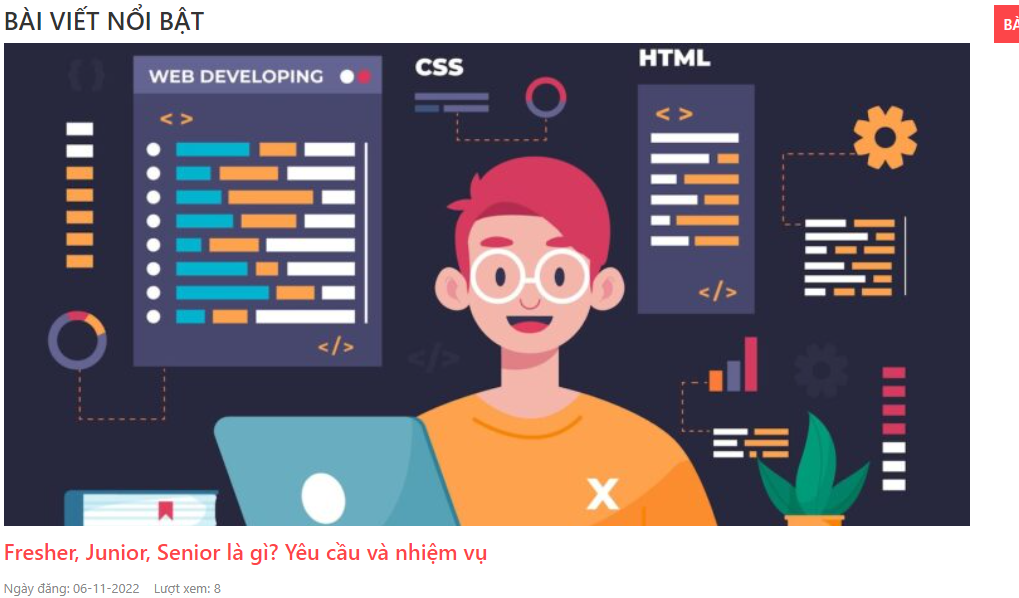 BÀI VIẾT NỔI BẬT
BÀ
WEB DEVELOPING
CSS
HTML
< >
< >
</>
</>
</>
{ }
X
Fresher, Junior, Senior là gì? Yêu cầu và nhiệm vụ
Ngày đăng: 06-11-2022 Lượt xem: 8